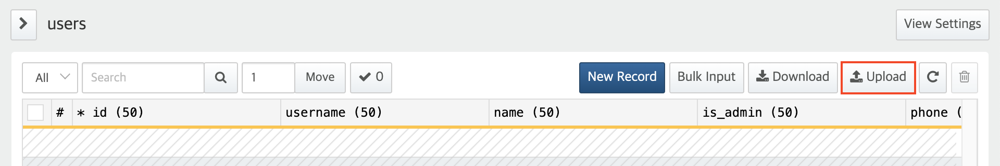 users
View Settings
All Search 1 Move 0 New Record Bulk Input Download Upload
# * id (50) username (50) name (50) is_admin (50) phone (